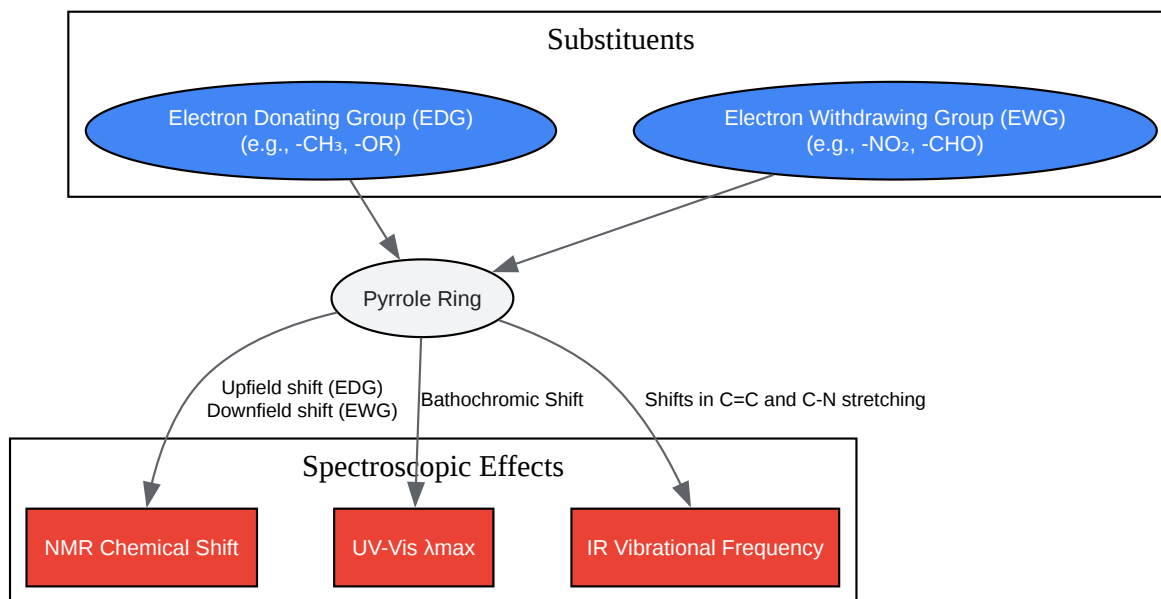 Substituents
Electron Donating Group (EDG)
(e.g., -CH₃, -OR)
Electron Withdrawing Group (EWG)
(e.g., -NO₂, -CHO)
Pyrrole Ring
Upfield shift (EDG)
Downfield shift (EWG)
Bathochromic Shift
Shifts in C=C and C-N stretching
Spectroscopic Effects
NMR Chemical Shift
UV-Vis λmax
IR Vibrational Frequency